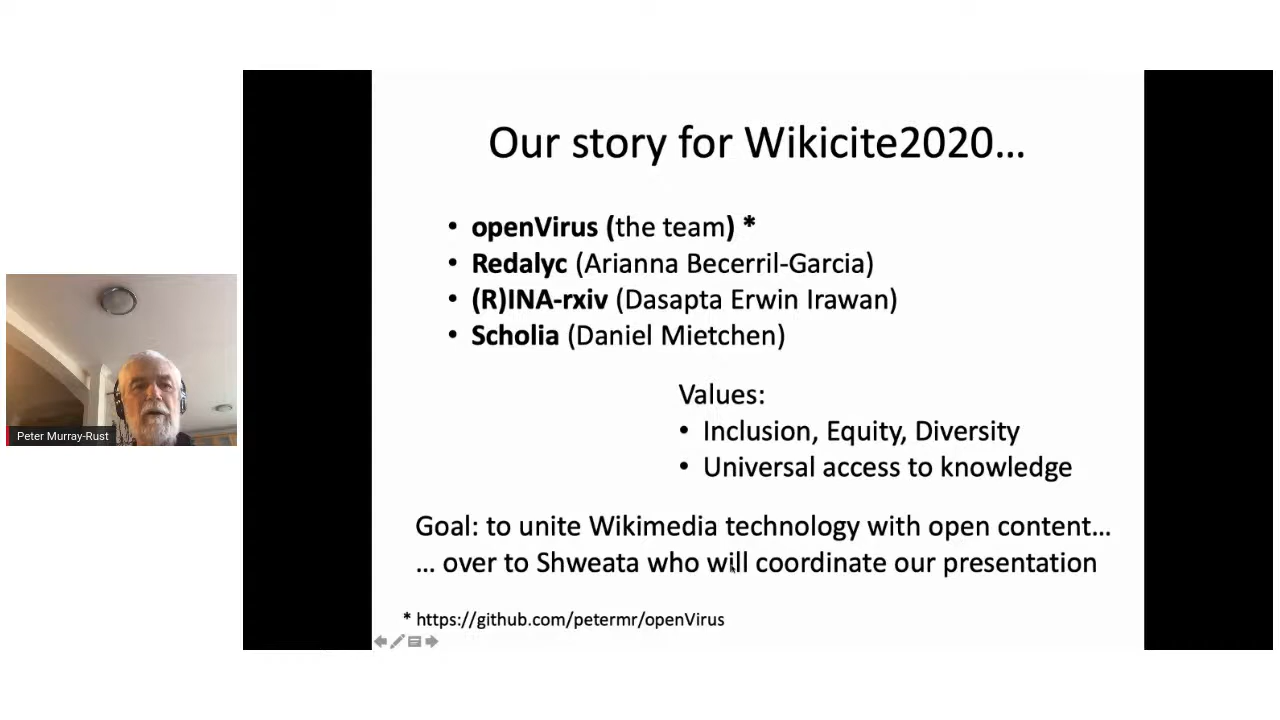 Our story for Wikicite2020…
• openVirus (the team) *
• Redalyc (Arianna Becerril-Garcia)
• (R)INA-rxiv (Dasapta Erwin Irawan)
• Scholia (Daniel Mietchen)
Values:
• Inclusion, Equity, Diversity
• Universal access to knowledge
Goal: to unite Wikimedia technology with open content…
… over to Shweata who will coordinate our presentation
* https://github.com/petermr/openVirus
Peter Murray-Rust